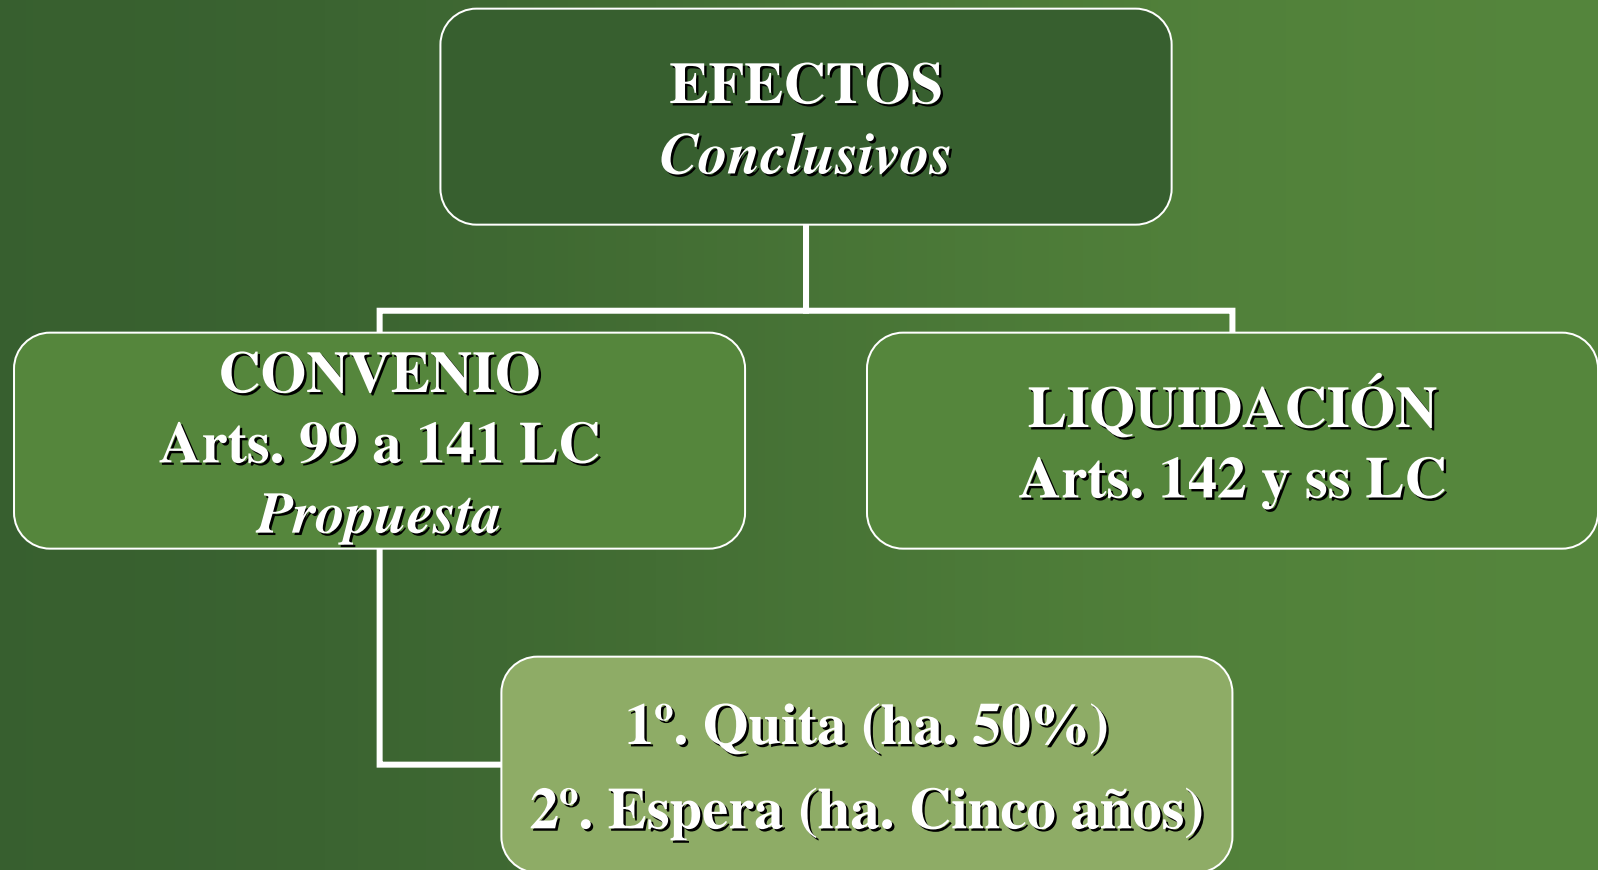 EFECTOS
Conclusivos
CONVENIO
Arts. 99 a 141 LC
Propuesta
LIQUIDACIÓN
Arts. 142 y ss LC
1º. Quita (ha. 50%)
2º. Espera (ha. Cinco años)